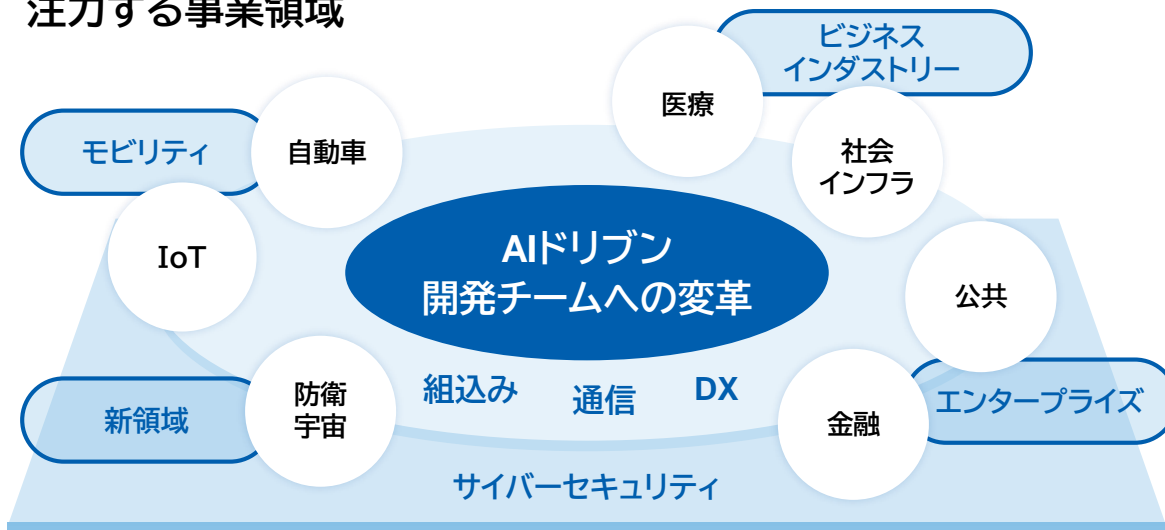 注力する事業領域
ビジネス
インダストリー
医療
モビリティ
自動車
社会
インフラ
IoT
AIドリブン
開発チームへの変革
公共
新領域
防衛
宇宙
組込み
通信
DX
金融
エンタープライズ
サイバーセキュリティ